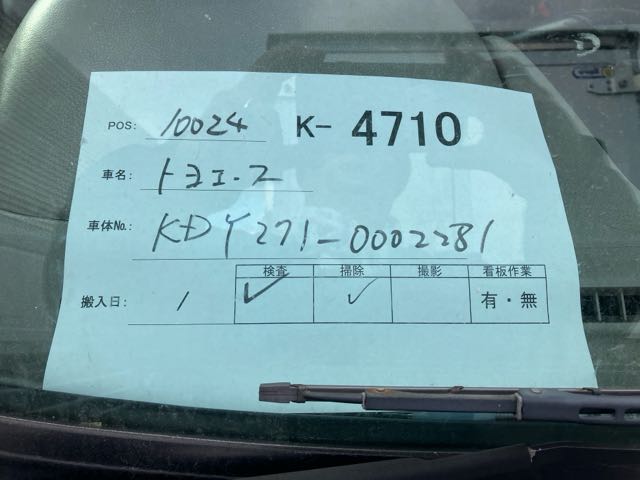 POS: 10024 K- 4710
車名: トヨエ・ース
車体No.: KDY271-0002281
検査 掃除 撮影 看板作業
搬入日: 1 ✓ ✓ 有・無